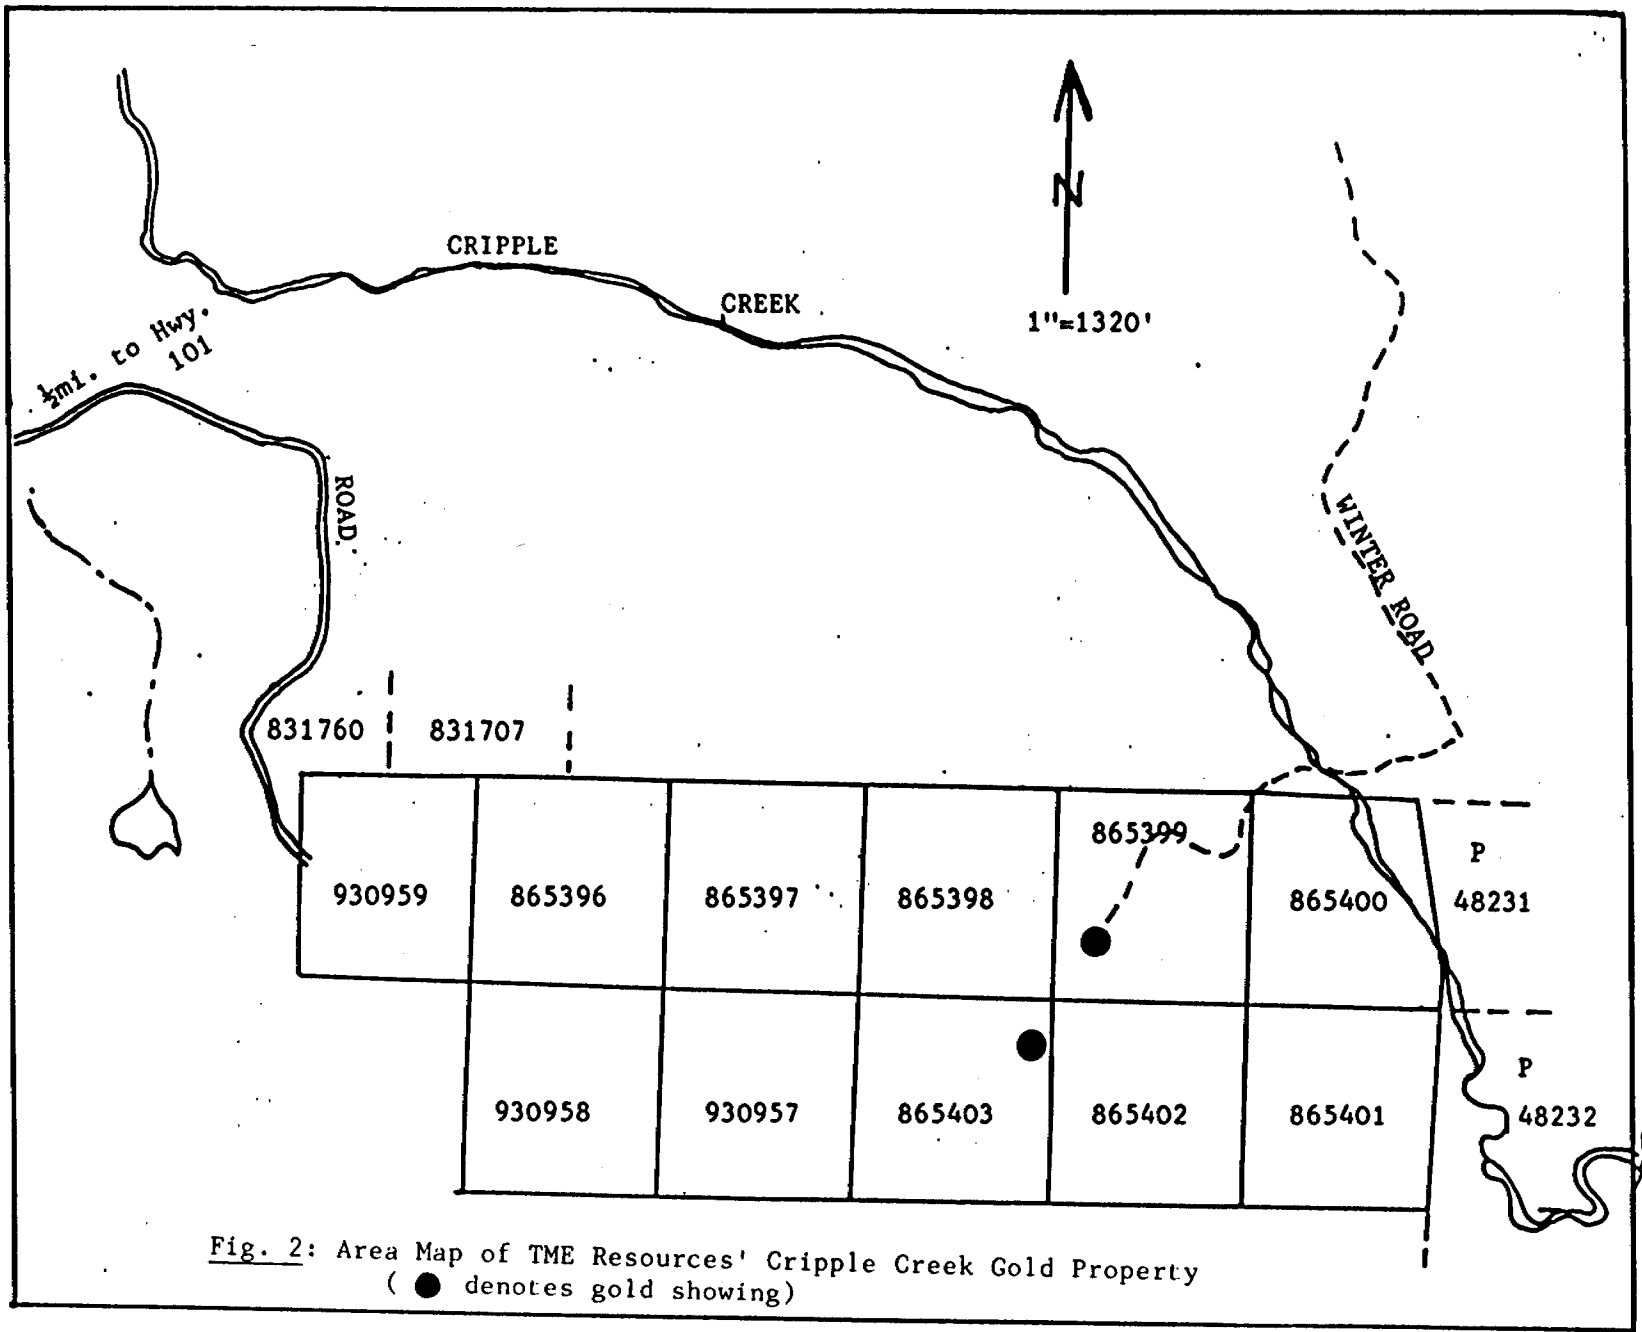 CRIPPLE
CREEK
N
1"=1320'
½mi. to Hwy.
101
ROAD
WINTER ROAD
831760
831707
865399
P
930959
865396
865397
865398
865400
48231
P
930958
930957
865403
865402
865401
48232
Fig. 2: Area Map of TME Resources' Cripple Creek Gold Property
( ● denotes gold showing)